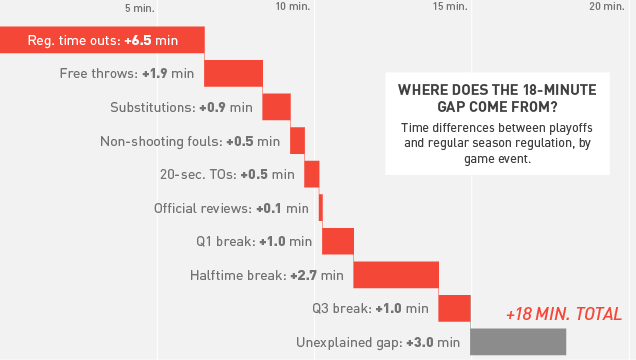 5 min.
10 min.
15 min.
20 min.
Reg. time outs: +6.5 min
Free throws: +1.9 min
WHERE DOES THE 18-MINUTE
GAP COME FROM?
Time differences between playoffs
and regular season regulation, by
game event.
Substitutions: +0.9 min
Non-shooting fouls: +0.5 min
20-sec. TOs: +0.5 min
Official reviews: +0.1 min
Q1 break: +1.0 min
Halftime break: +2.7 min
Q3 break: +1.0 min
+18 MIN. TOTAL
Unexplained gap: +3.0 min